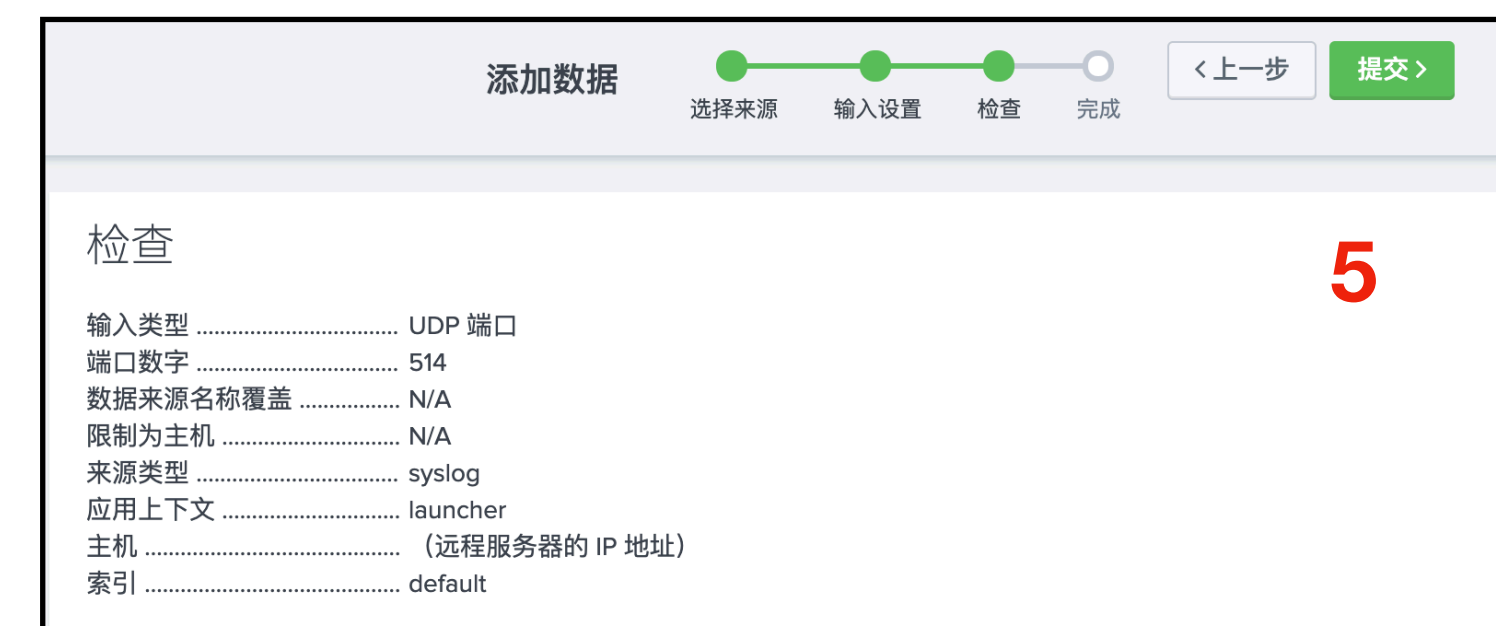 添加数据
选择来源
输入设置
检查
完成
<上一步
提交>
检查
5
输入类型 .................................. UDP 端口
端口数字 .................................. 514
数据来源名称覆盖 ................. N/A
限制为主机 .............................. N/A
来源类型 .................................. syslog
应用上下文 .............................. launcher
主机 ........................................... （远程服务器的 IP 地址）
索引 ........................................... default